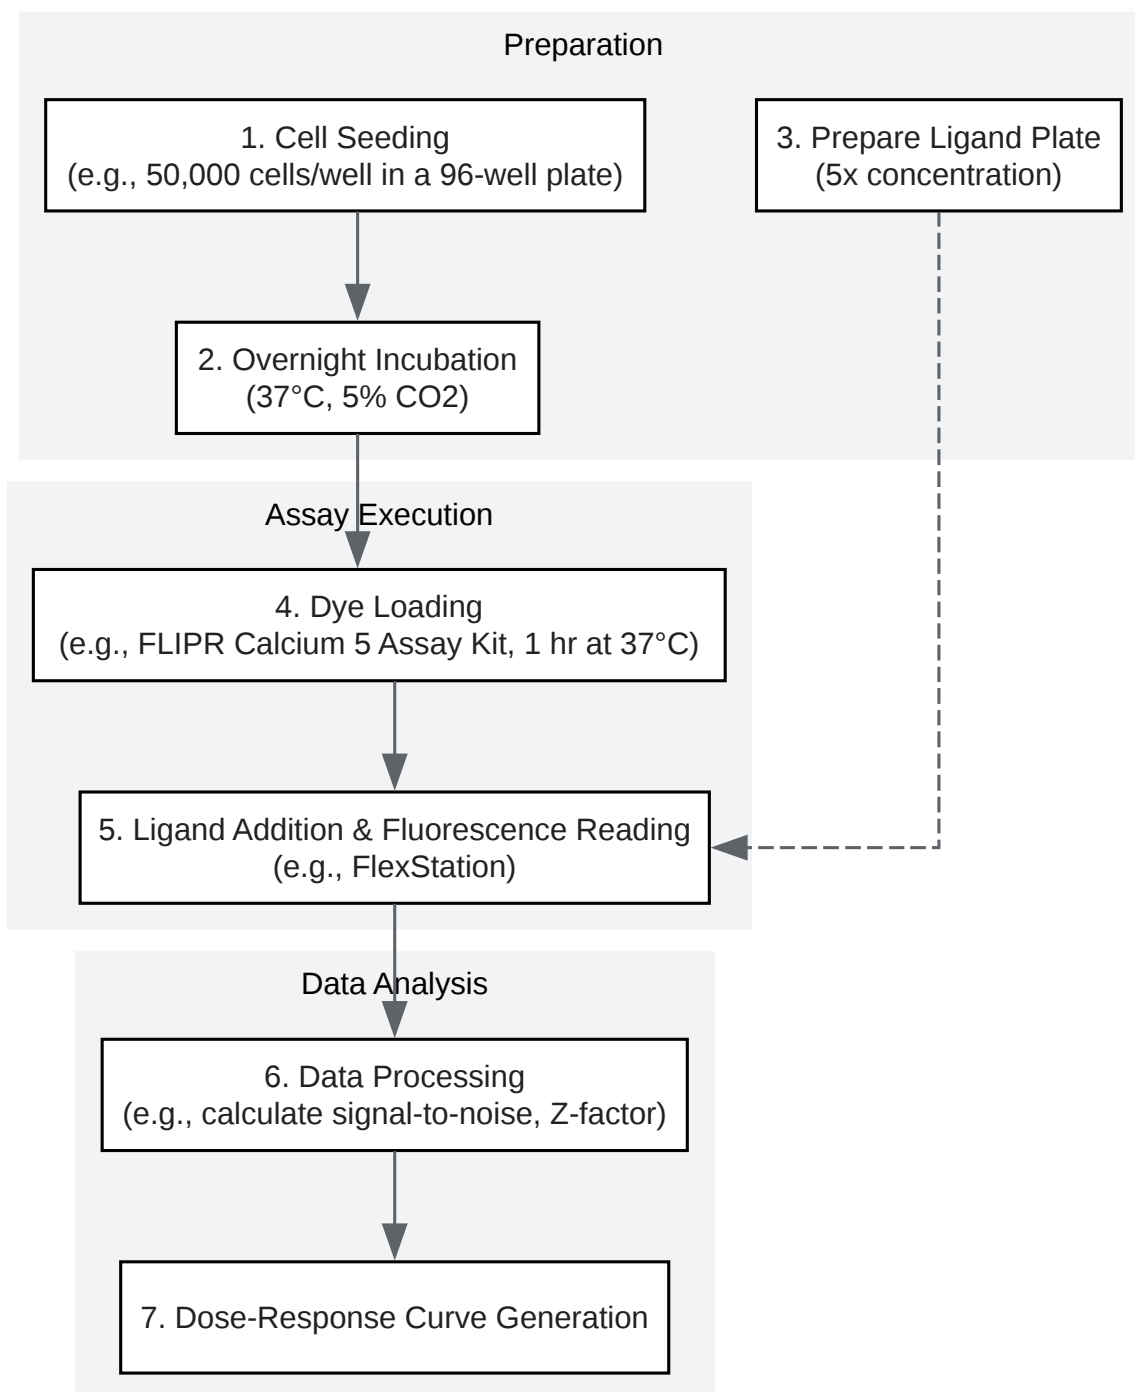 Preparation
1. Cell Seeding
(e.g., 50,000 cells/well in a 96-well plate)
3. Prepare Ligand Plate
(5x concentration)
2. Overnight Incubation
(37°C, 5% CO2)
Assay Execution
4. Dye Loading
(e.g., FLIPR Calcium 5 Assay Kit, 1 hr at 37°C)
5. Ligand Addition & Fluorescence Reading
(e.g., FlexStation)
Data Analysis
6. Data Processing
(e.g., calculate signal-to-noise, Z-factor)
7. Dose-Response Curve Generation